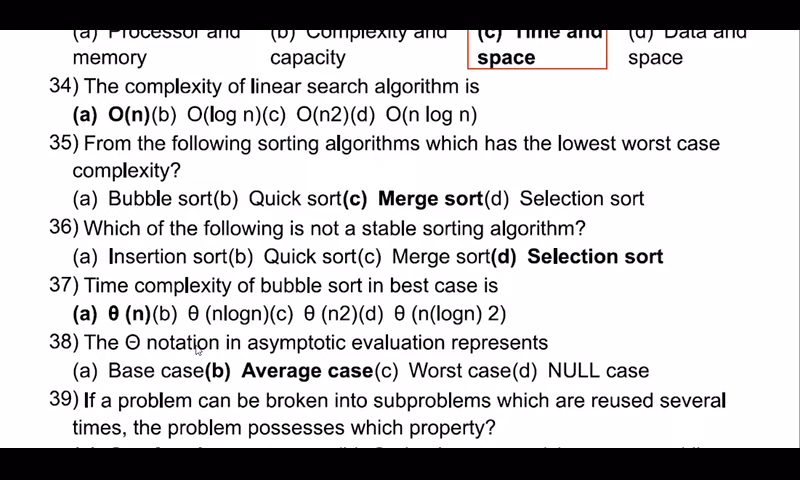 (a) Processor and (b) Complexity and (c) Time and (d) Data and
memory capacity space space
34) The complexity of linear search algorithm is
(a) O(n)(b) O(log n)(c) O(n2)(d) O(n log n)
35) From the following sorting algorithms which has the lowest worst case
complexity?
(a) Bubble sort(b) Quick sort(c) Merge sort(d) Selection sort
36) Which of the following is not a stable sorting algorithm?
(a) Insertion sort(b) Quick sort(c) Merge sort(d) Selection sort
37) Time complexity of bubble sort in best case is
(a) θ (n)(b) θ (nlogn)(c) θ (n2)(d) θ (n(logn) 2)
38) The Θ notation in asymptotic evaluation represents
(a) Base case(b) Average case(c) Worst case(d) NULL case
39) If a problem can be broken into subproblems which are reused several
times, the problem possesses which property?